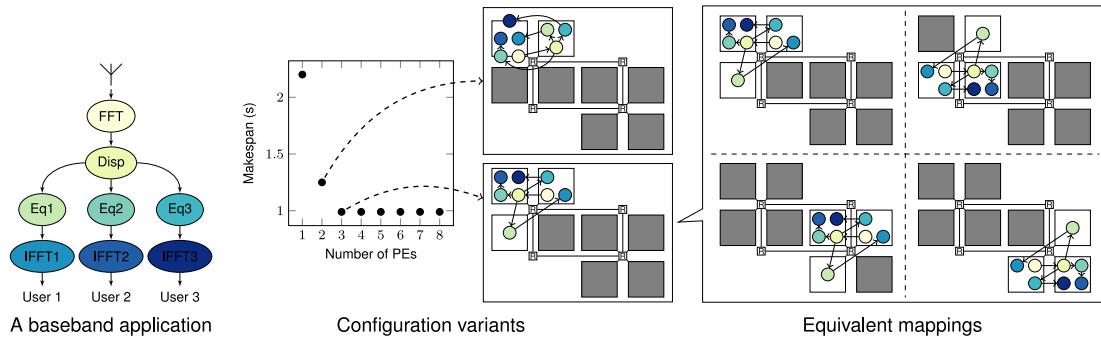 FFT
Disp
Eq1 Eq2 Eq3
IFFT1 IFFT2 IFFT3
User 1 User 2 User 3
A baseband application
Makespan (s)
2
1.5
1
1 2 3 4 5 6 7 8
Number of PEs
Configuration variants
R R
R R
R R
R R
R R
R R
R R
R R
R R
R R
R R
R R
Equivalent mappings